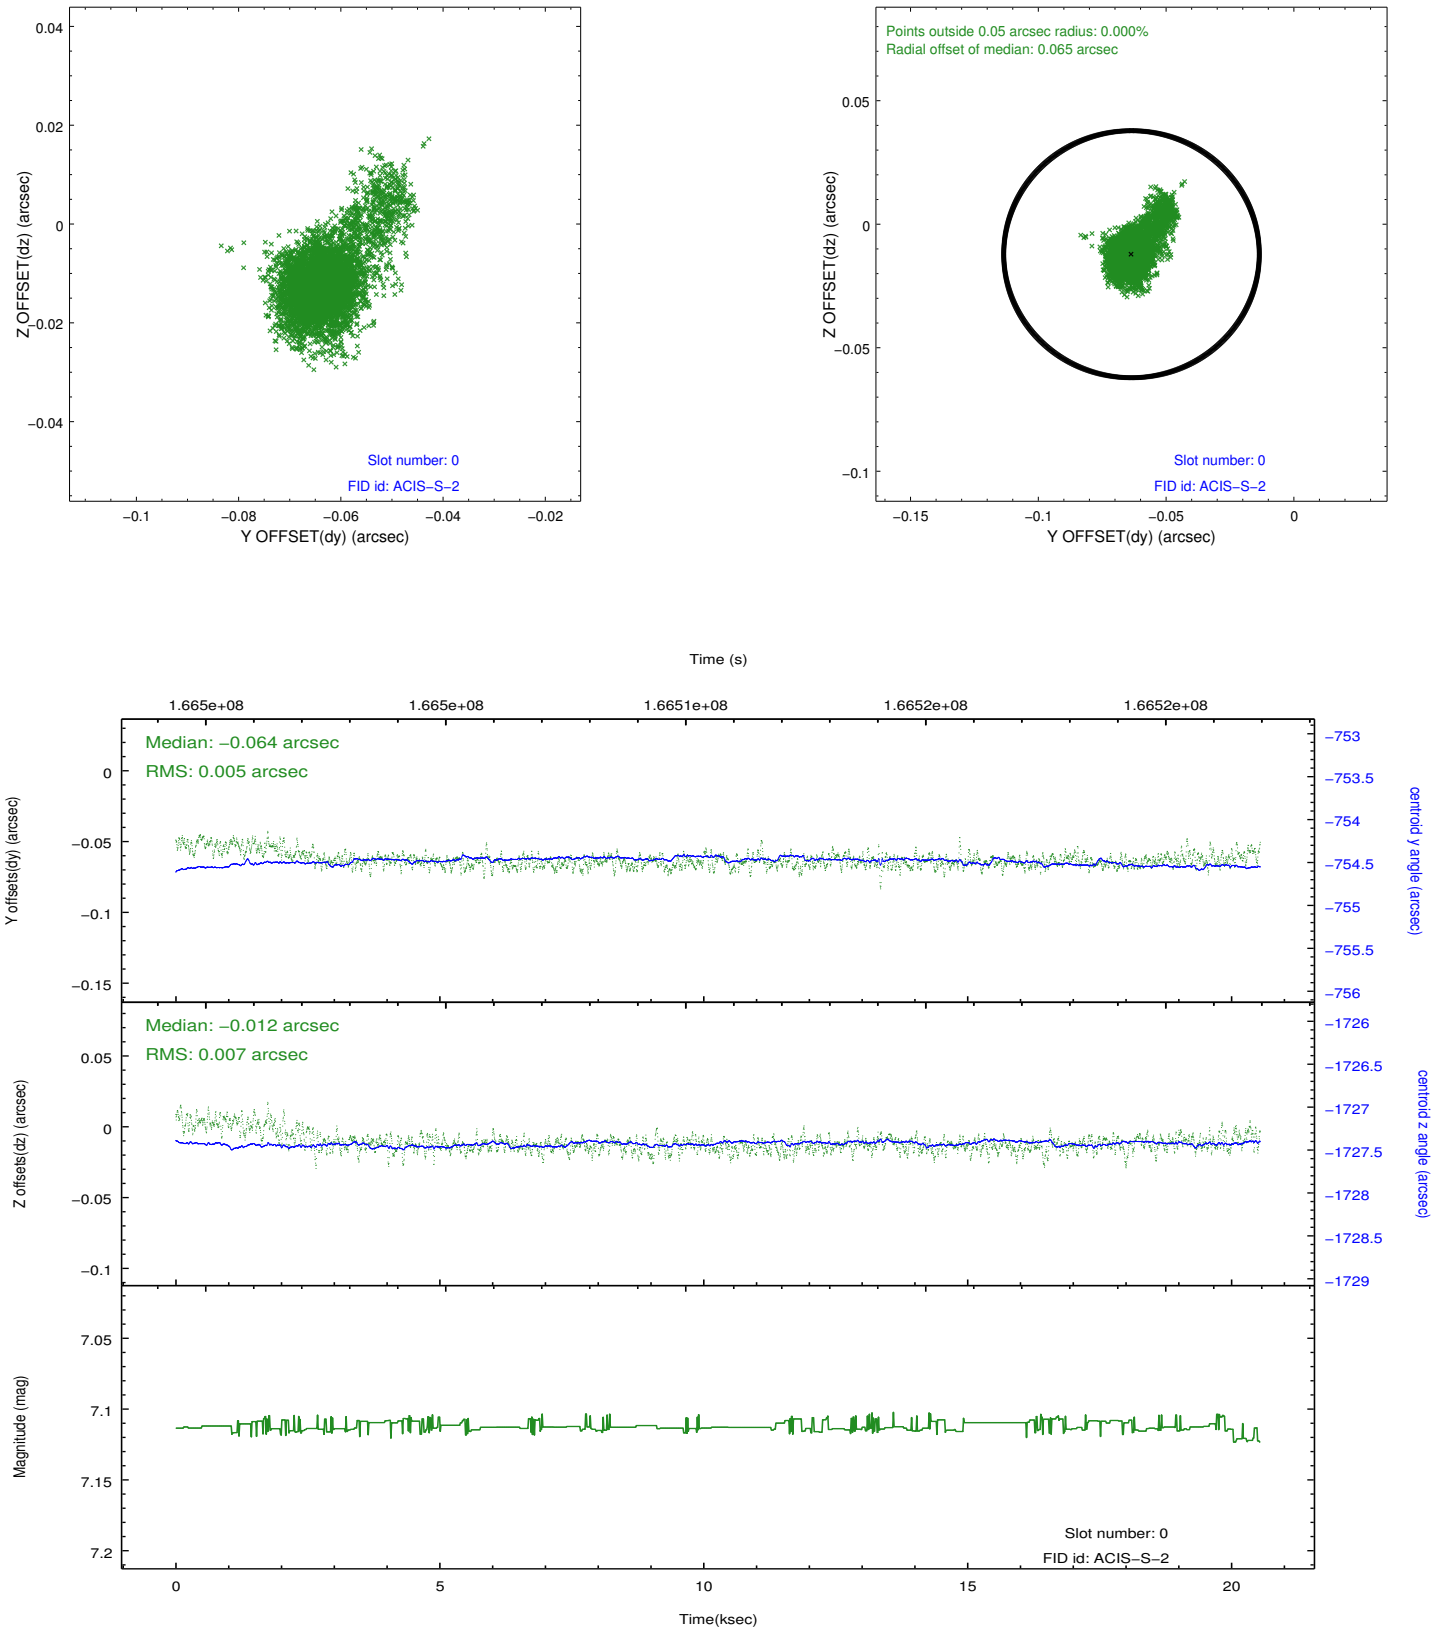 0.04
0.02
0
−0.02
−0.04
Z OFFSET(dz) (arcsec)
Slot number: 0
FID id: ACIS−S−2
−0.1
−0.08
−0.06
−0.04
−0.02
Y OFFSET(dy) (arcsec)
Points outside 0.05 arcsec radius: 0.000%
Radial offset of median: 0.065 arcsec
0.05
0
−0.05
−0.1
Z OFFSET(dz) (arcsec)
Slot number: 0
FID id: ACIS−S−2
−0.15
−0.1
−0.05
0
Y OFFSET(dy) (arcsec)
Time (s)
1.665e+08
1.665e+08
1.6651e+08
1.6652e+08
1.6652e+08
Median: −0.064 arcsec
RMS: 0.005 arcsec
0
−0.05
−0.1
−0.15
Y offsets(dy) (arcsec)
−753
−753.5
−754
−754.5
−755
−755.5
−756
centroid y angle (arcsec)
Median: −0.012 arcsec
RMS: 0.007 arcsec
0.05
0
−0.05
−0.1
Z offsets(dz) (arcsec)
−1726
−1726.5
−1727
−1727.5
−1728
−1728.5
−1729
centroid z angle (arcsec)
7.05
7.1
7.15
7.2
Magnitude (mag)
Slot number: 0
FID id: ACIS−S−2
0
5
10
15
20
Time(ksec)